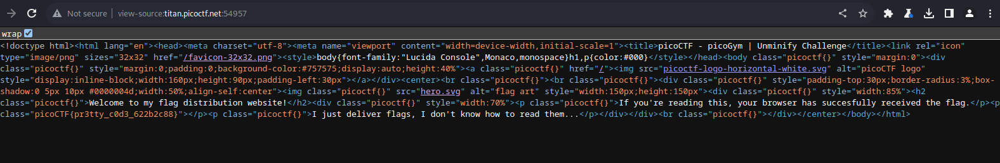 Not secure | view-source:titan.picoctf.net:54957
wrap
<!doctype html><html lang="en"><head><meta charset="utf-8"><meta name="viewport" content="width=device-width,initial-scale=1"><title>picoCTF - picoGym | Unminify Challenge</title><link rel="icon"
type="image/png" sizes="32x32" href="/favicon-32x32.png"><style>body{font-family:"Lucida Console",Monaco,monospace}h1,p{color:#000}</style></head><body class="picoctf{}" style="margin:0"><div
class="picoctf{}" style="margin:0;padding:0;background-color:#757575;display:auto;height:40%"><a class="picoctf{}" href="/"><img src="picoctf-logo-horizontal-white.svg" alt="picoCTF logo"
style="display:inline-block;width:160px;height:90px;padding-left:30px"></a></div><center><br class="picoctf{}"><br class="picoctf{}"><div class="picoctf{}" style="padding-top:30px;border-radius:3%;box-
shadow:0 5px 10px #0000004d;width:50%;align-self:center"><img class="picoctf{}" src="hero.svg" alt="flag art" style="width:150px;height:150px"><div class="picoctf{}" style="width:85%"><h2
class="picoctf{}">Welcome to my flag distribution website!</h2><div class="picoctf{}" style="width:70%"><p class="picoctf{}">If you're reading this, your browser has succesfully received the flag.</p><p
class="picoCTF{pr3tty_c0d3_622b2c88}"></p><p class="picoctf{}">I just deliver flags, I don't know how to read them...</p></div></div><br class="picoctf{}"></div></center></body></html>